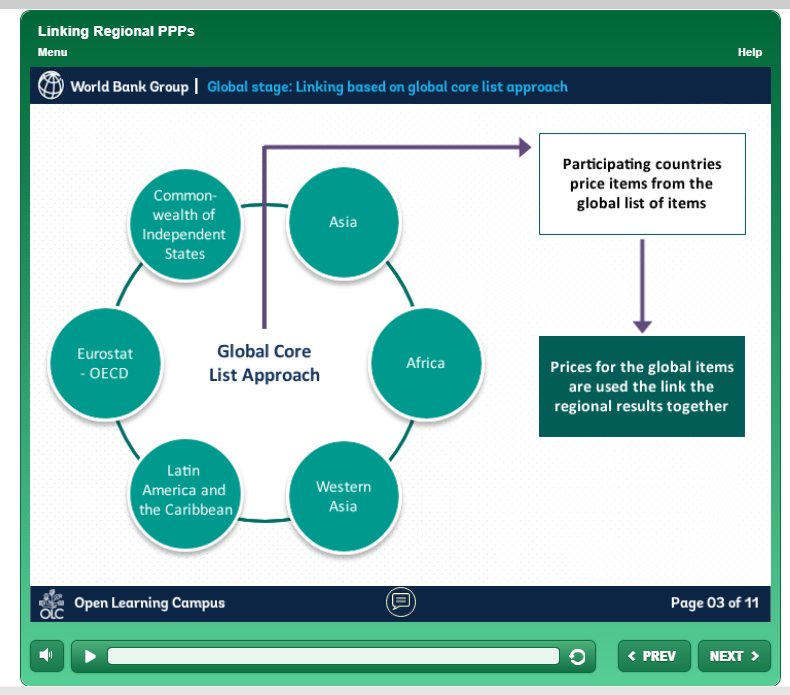 Linking Regional PPPs
Menu
Help
World Bank Group | Global stage: Linking based on global core list approach
Common-
wealth of
Independent
States
Asia
Participating countries
price items from the
global list of items
Eurostat
- OECD
Global Core
List Approach
Africa
Prices for the global items
are used the link the
regional results together
Latin
America and
the Caribbean
Western
Asia
OLC
Open Learning Campus
Page 03 of 11
< PREV
NEXT >